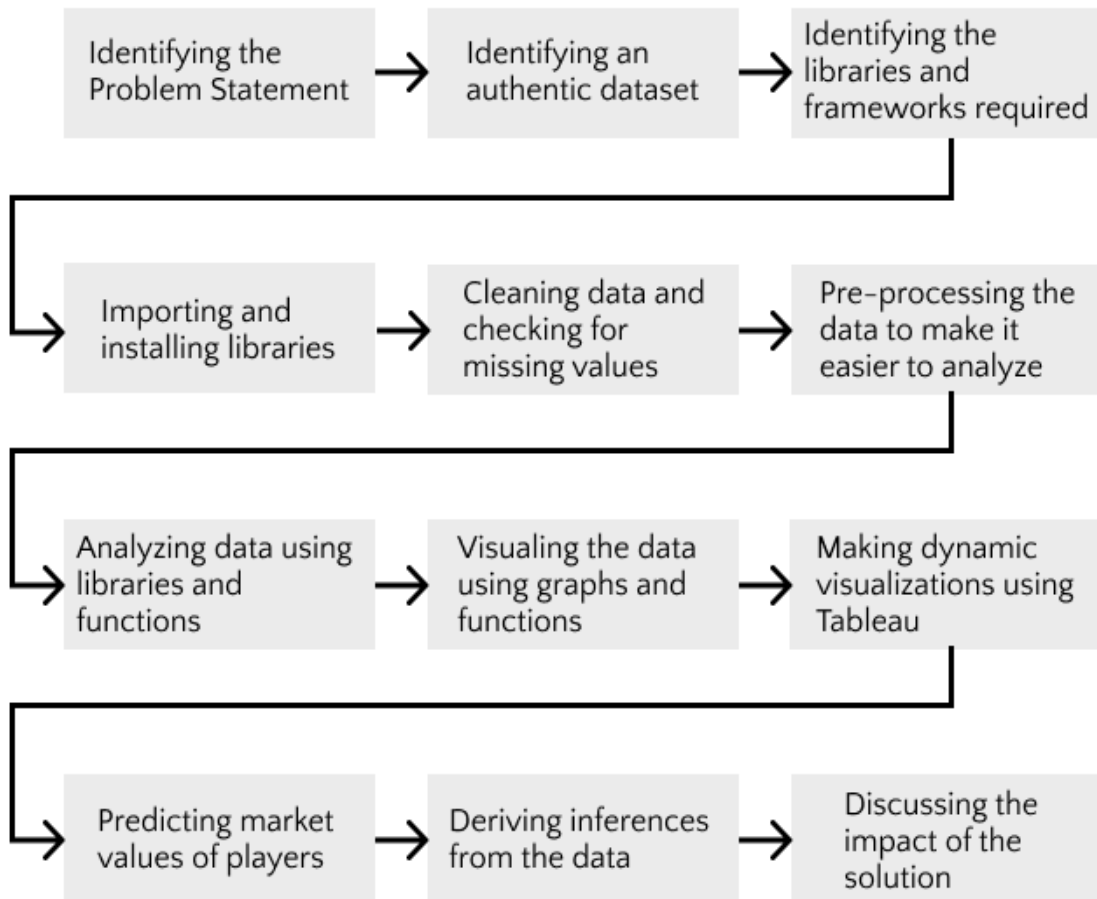 Identifying the
Problem Statement
Identifying an
authentic dataset
Identifying the
libraries and
frameworks required
Importing and
installing libraries
Cleaning data and
checking for
missing values
Pre-processing the
data to make it
easier to analyze
Analyzing data using
libraries and
functions
Visualing the data
using graphs and
functions
Making dynamic
visualizations using
Tableau
Predicting market
values of players
Deriving inferences
from the data
Discussing the
impact of the
solution